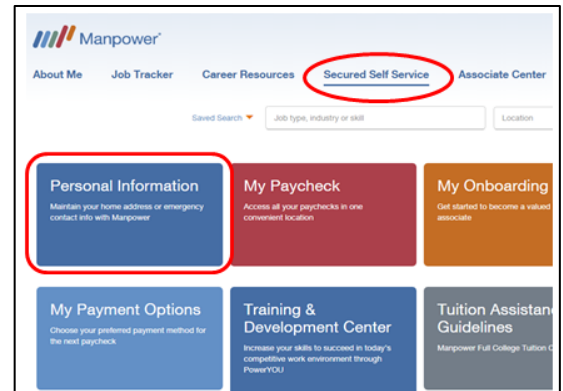 Manpower
About Me Job Tracker Career Resources Secured Self Service Associate Center
Saved Search Job type, industry or skill Location
Personal Information
Maintain your home address or emergency
contact info with Manpower
My Paycheck
Access all your paychecks in one
convenient location
My Onboarding
Get started to become a valued
associate
My Payment Options
Choose your preferred payment method for
the next paycheck
Training &
Development Center
Increase your skills to succeed in today's
competitive work environment through
PowerYOU
Tuition Assistan
Guidelines
Manpower Full College Tuition C